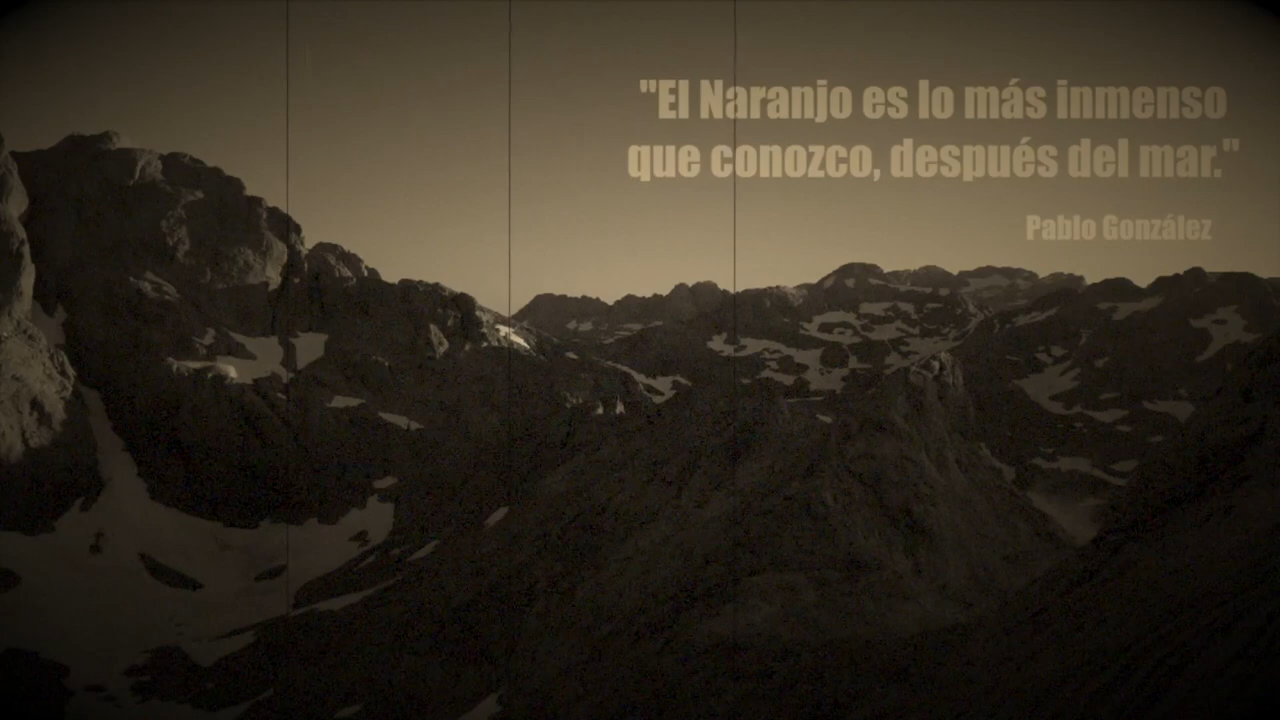 "El Naranjo es lo más inmenso
que conozco, después del mar."
Pablo González